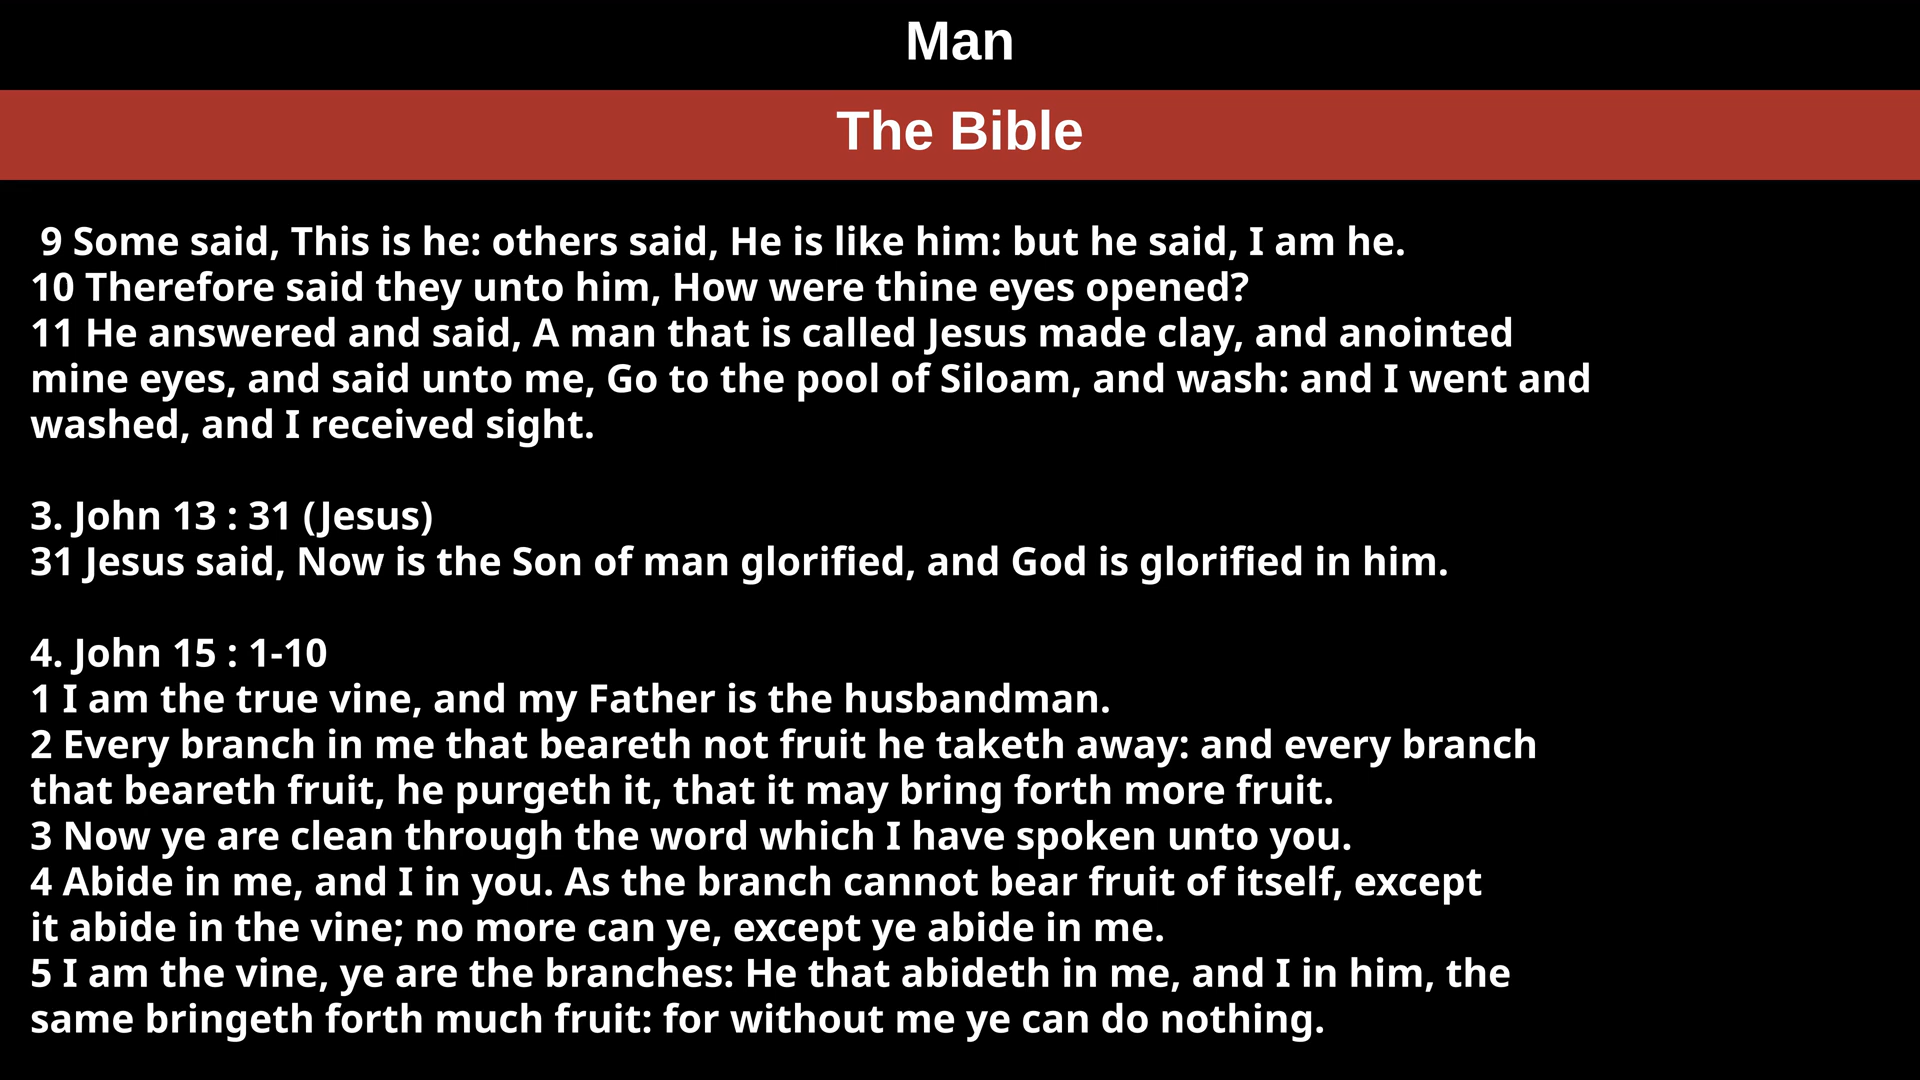 Man
The Bible
9 Some said, This is he: others said, He is like him: but he said, I am he.
10 Therefore said they unto him, How were thine eyes opened?
11 He answered and said, A man that is called Jesus made clay, and anointed
mine eyes, and said unto me, Go to the pool of Siloam, and wash: and I went and
washed, and I received sight.
3. John 13 : 31 (Jesus)
31 Jesus said, Now is the Son of man glorified, and God is glorified in him.
4. John 15 : 1-10
1 I am the true vine, and my Father is the husbandman.
2 Every branch in me that beareth not fruit he taketh away: and every branch
that beareth fruit, he purgeth it, that it may bring forth more fruit.
3 Now ye are clean through the word which I have spoken unto you.
4 Abide in me, and I in you. As the branch cannot bear fruit of itself, except
it abide in the vine; no more can ye, except ye abide in me.
5 I am the vine, ye are the branches: He that abideth in me, and I in him, the
same bringeth forth much fruit: for without me ye can do nothing.